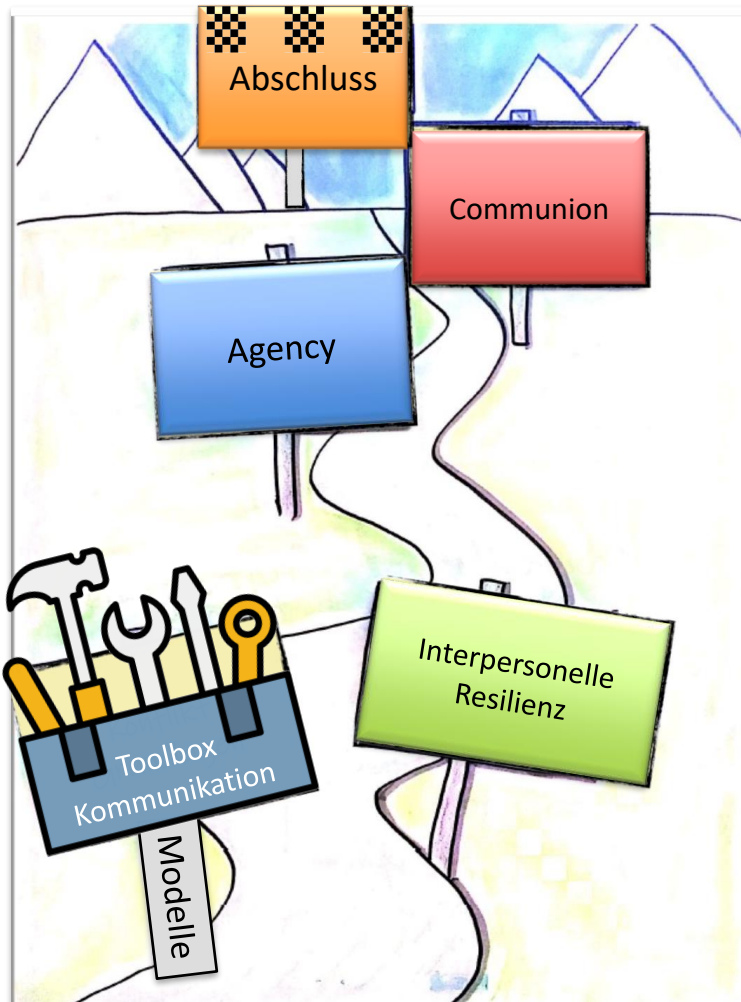 Abschluss
Communion
Agency
Interpersonelle
Resilienz
Toolbox
Kommunikation
Modelle